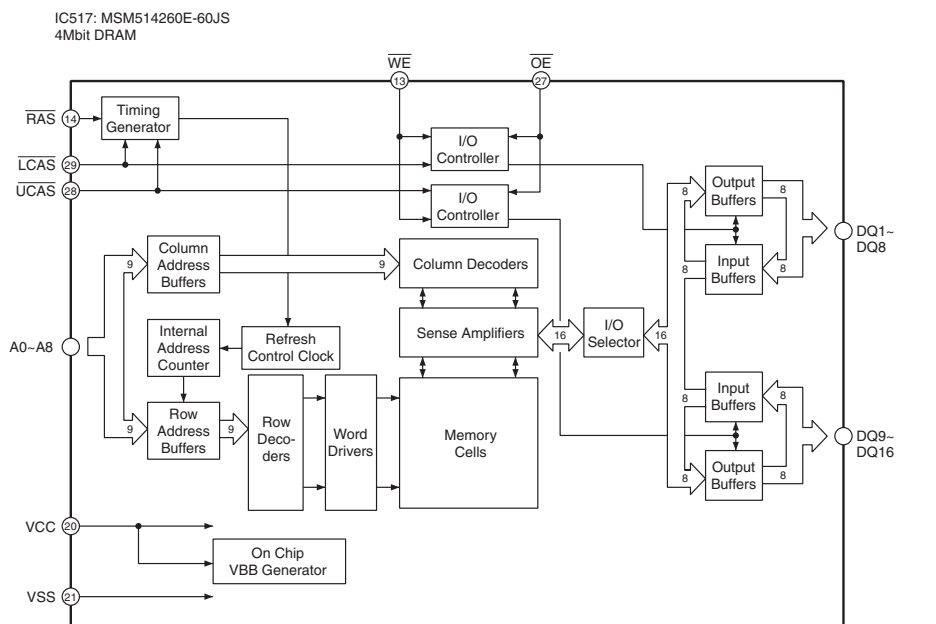 IC517: MSM514260E-60JS
4Mbit DRAM
WE
OE
13
27
RAS
14
Timing
Generator
I/O
Controller
LCAS
29
UCAS
28
I/O
Controller
8
Output
Buffers
8
DQ1~
DQ8
8
Input
Buffers
8
9
Column
Address
Buffers
9
Column Decoders
A0~A8
Internal
Address
Counter
Refresh
Control Clock
Sense Amplifiers
16
I/O
Selector
16
9
Row
Address
Buffers
9
Row
Deco-
ders
Word
Drivers
Memory
Cells
8
Input
Buffers
8
DQ9~
DQ16
8
Output
Buffers
8
VCC
20
On Chip
VBB Generator
VSS
21